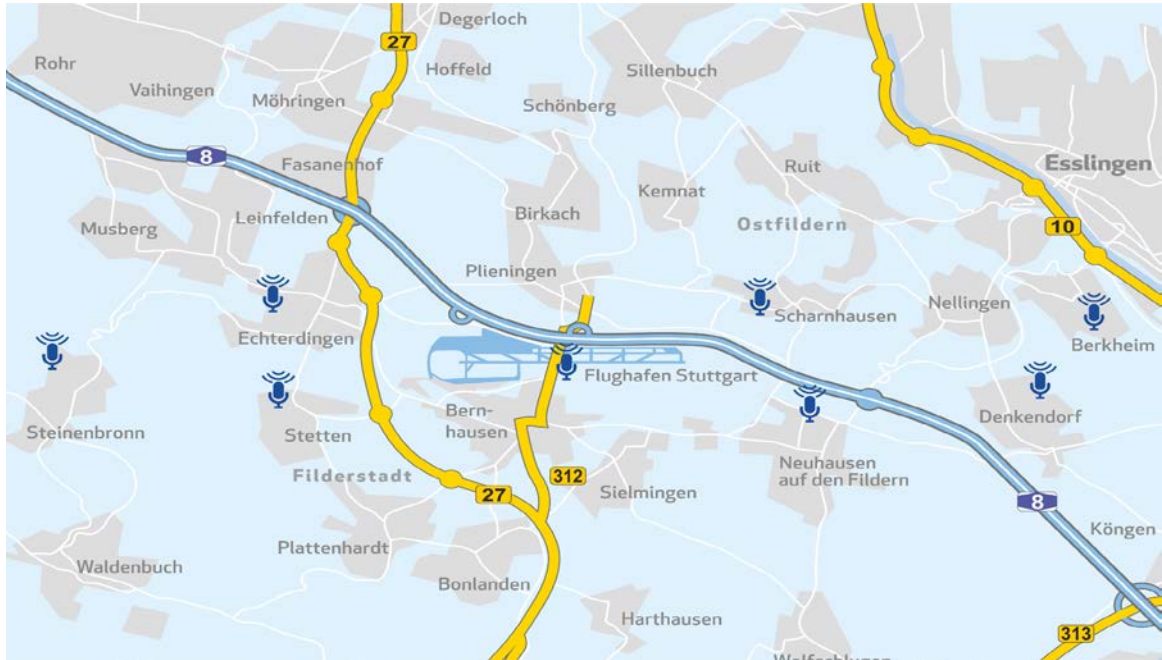 Degerloch
27
Rohr
Hoffeld
Sillenbuch
Vaihingen
Möhringen
Schönberg
8
Fasanenhof
Ruit
Esslingen
Kemnat
Leinfelden
Birkach
Musberg
Ostfildern
10
Plieningen
Nellingen
Scharnhausen
Echterdingen
Berkheim
Flughafen Stuttgart
Bern-
hausen
Denkendorf
Steinenbronn
Stetten
Neuhausen
auf den Fildern
Filderstadt
312
27
Sielmingen
8
Köngen
Plattenhardt
Waldenbuch
Bonlanden
Harthausen
313
Wolfschlugen